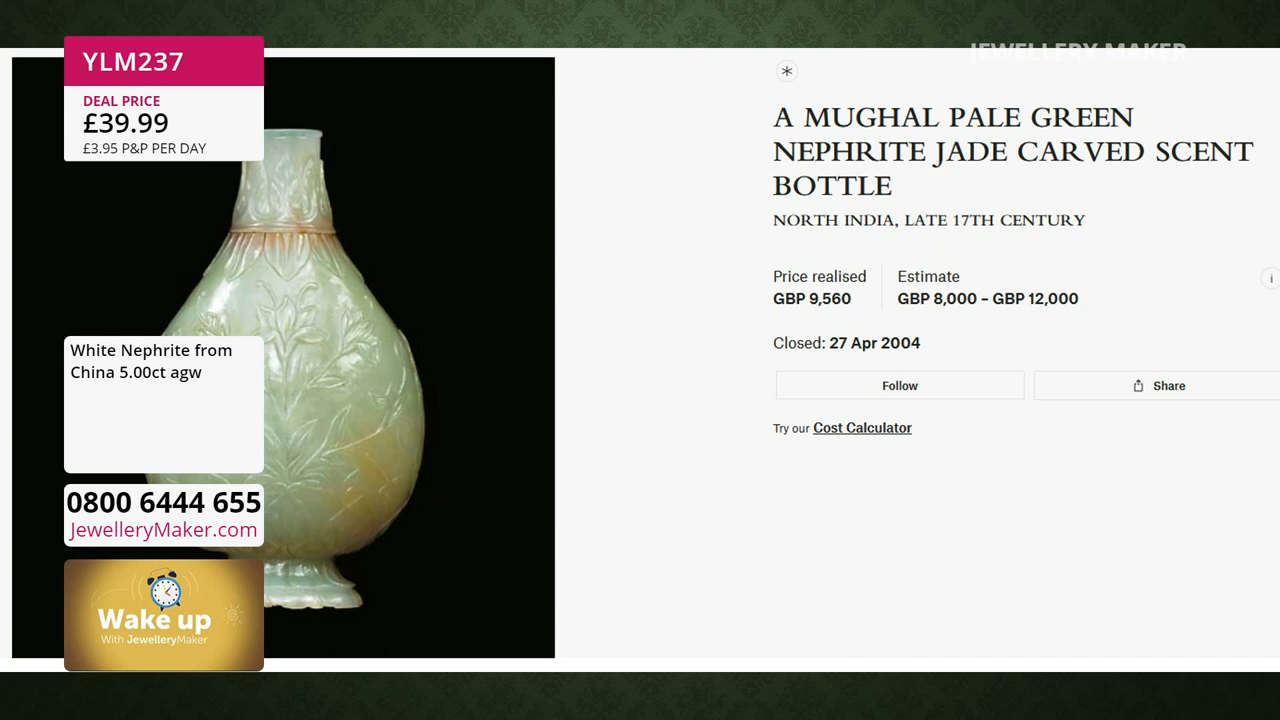 JEWELLERY MAKER
YLM237
DEAL PRICE
£39.99
£3.95 P&P PER DAY
A MUGHAL PALE GREEN
NEPHRITE JADE CARVED SCENT
BOTTLE
NORTH INDIA, LATE 17TH CENTURY
Price realised
GBP 9,560
Estimate
GBP 8,000 – GBP 12,000
i
Closed: 27 Apr 2004
Follow
Share
Try our Cost Calculator
White Nephrite from
China 5.00ct agw
0800 6444 655
JewelleryMaker.com
Wake up
With JewelleryMaker